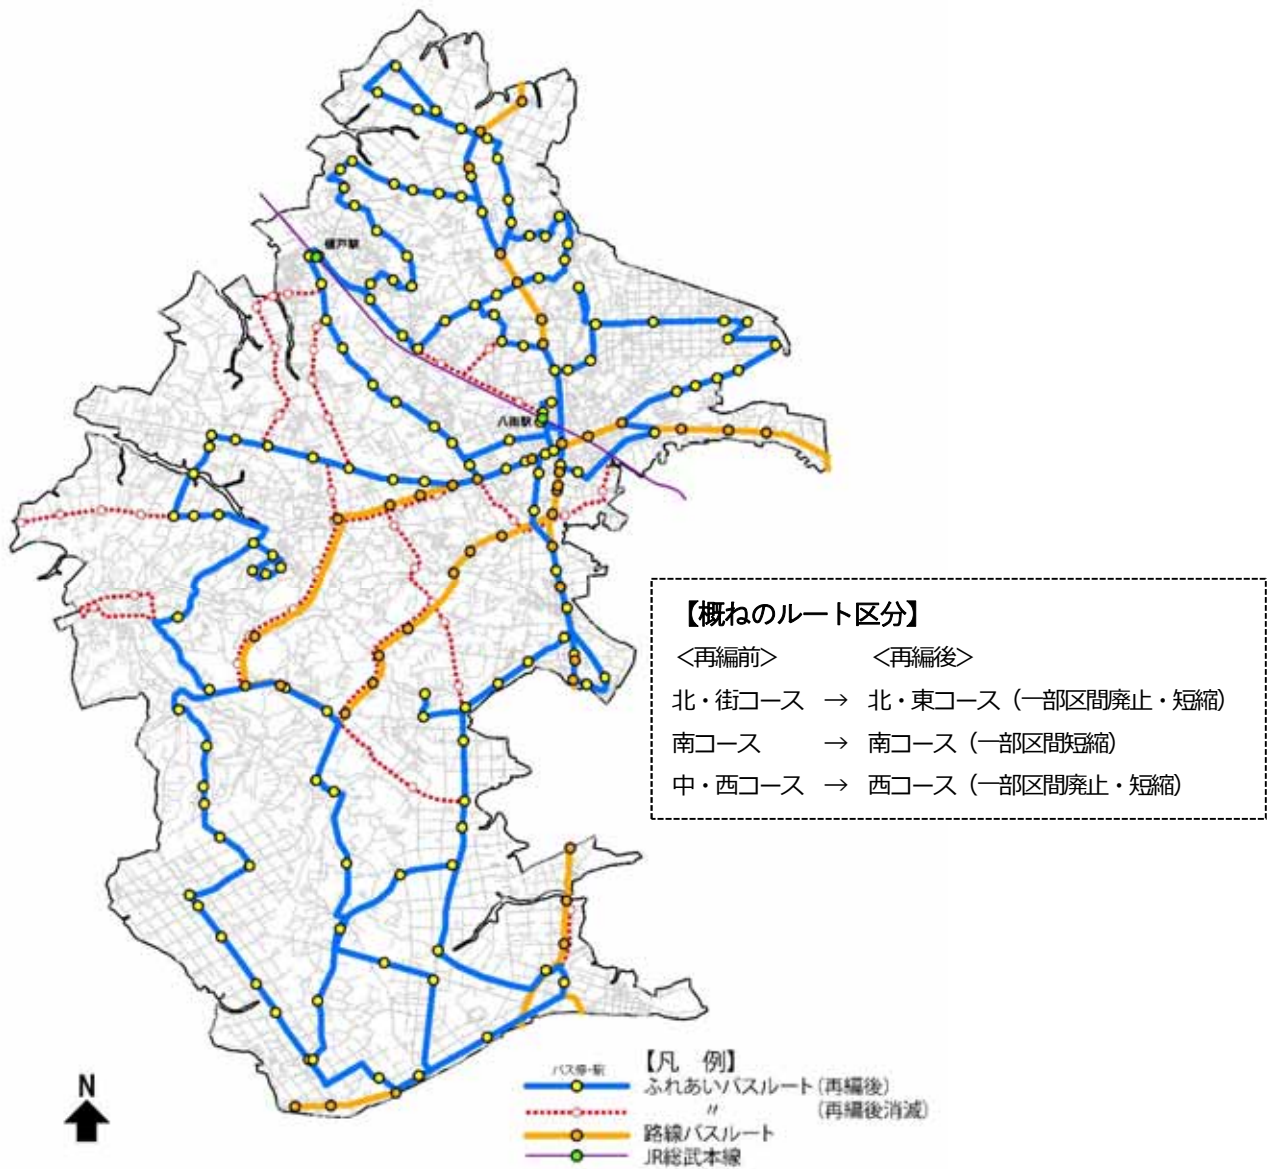 榎戸駅
八街駅
【概ねのルート区分】
<再編前> <再編後>
北・街コース → 北・東コース（一部区間廃止・短縮）
南コース → 南コース（一部区間短縮）
中・西コース → 西コース（一部区間廃止・短縮）
【凡 例】
バス停・駅
ふれあいバスルート(再編後)
〃 (再編後消滅)
路線バスルート
JR総武本線
N